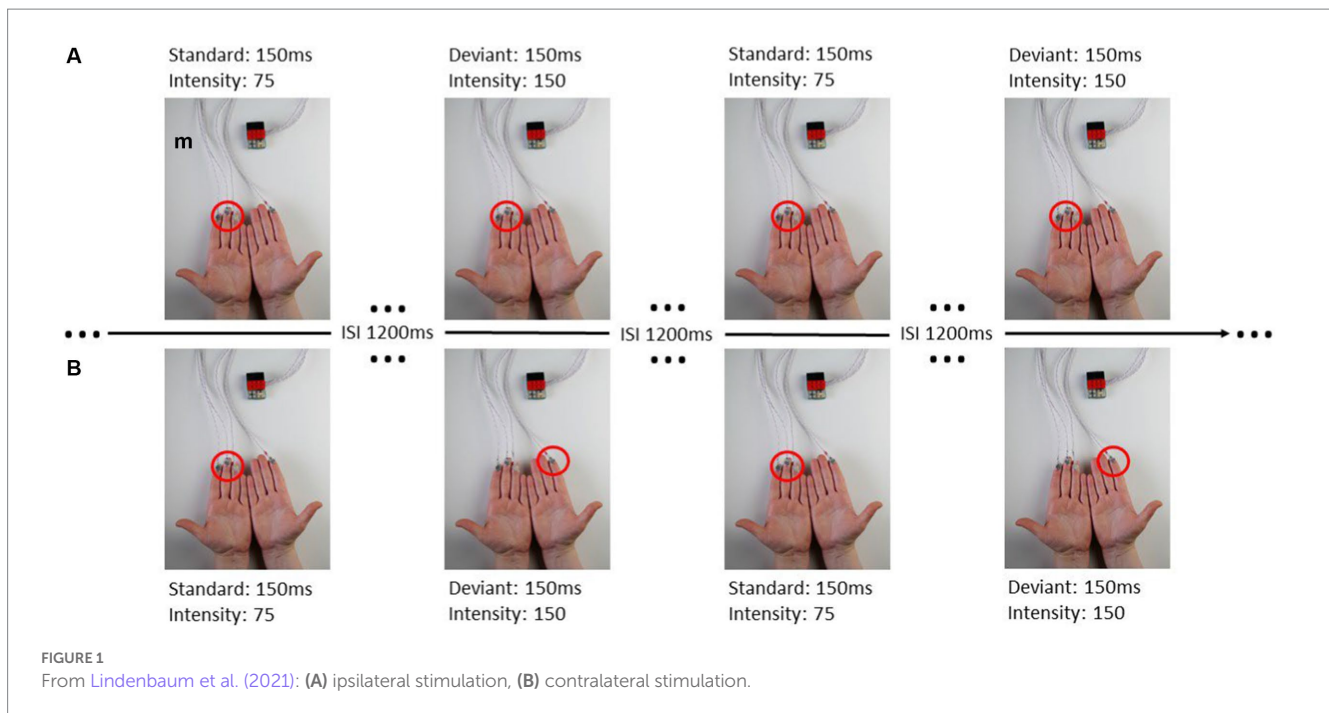 A
Standard: 150ms
Intensity: 75
Deviant: 150ms
Intensity: 150
Standard: 150ms
Intensity: 75
Deviant: 150ms
Intensity: 150
m
ISI 1200ms
ISI 1200ms
ISI 1200ms
B
Standard: 150ms
Intensity: 75
Deviant: 150ms
Intensity: 150
Standard: 150ms
Intensity: 75
Deviant: 150ms
Intensity: 150
FIGURE 1
From Lindenbaum et al. (2021): (A) ipsilateral stimulation, (B) contralateral stimulation.